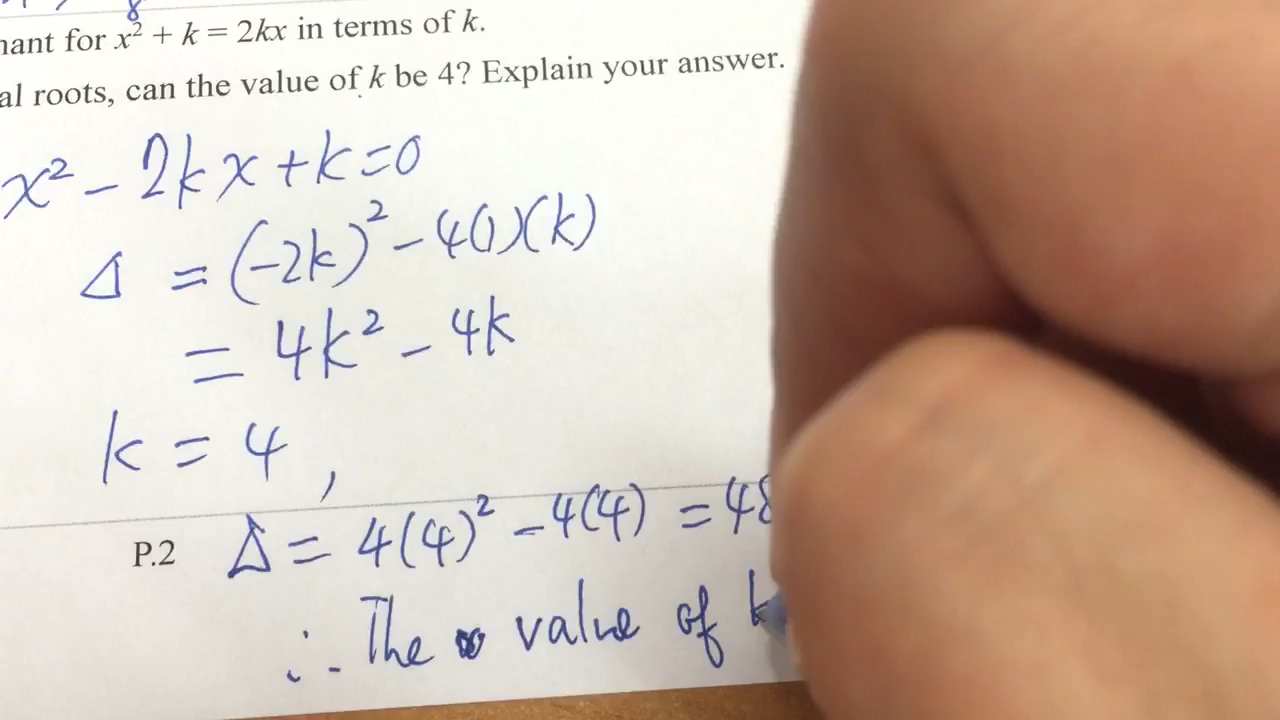 nant for x² + k = 2kx in terms of k.
al roots, can the value of k be 4? Explain your answer.
x² - 2kx + k = 0
Δ = (-2k)² - 4(1)(k)
= 4k² - 4k
k = 4,
P.2 Δ = 4(4)² - 4(4) = 48
∴ The value of k